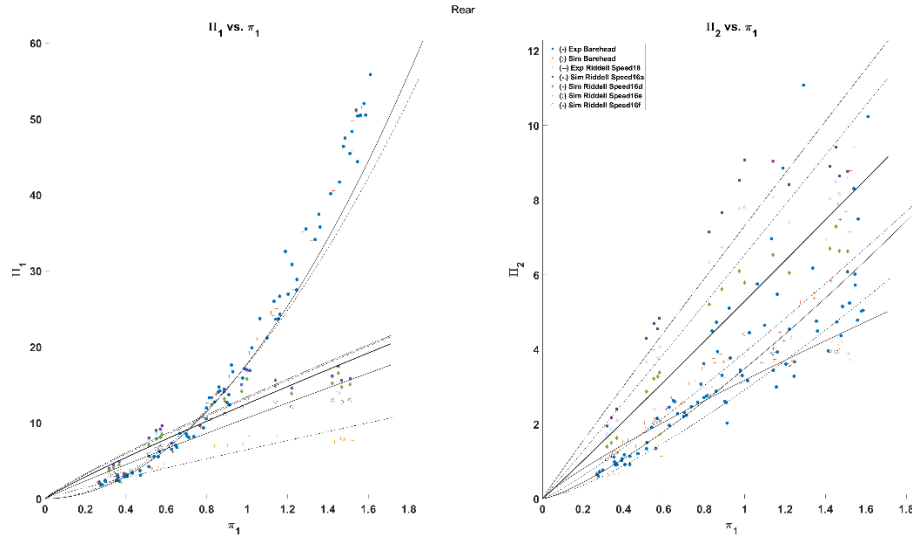 Rear
Π₁ vs. π₁
60
50
40
30
20
10
0
0 0.2 0.4 0.6 0.8 1 1.2 1.4 1.6 1.8
Π₁
π₁
Π₂ vs. π₁
(-) Exp Barehead
(:) Sim Barehead
(--) Exp Riddell Speed16
(-.) Sim Riddell Speed16a
(-) Sim Riddell Speed16d
(:) Sim Riddell Speed16e
(-) Sim Riddell Speed16f
12
10
8
6
4
2
0
0 0.2 0.4 0.6 0.8 1 1.2 1.4 1.6 1.8
Π₂
π₁